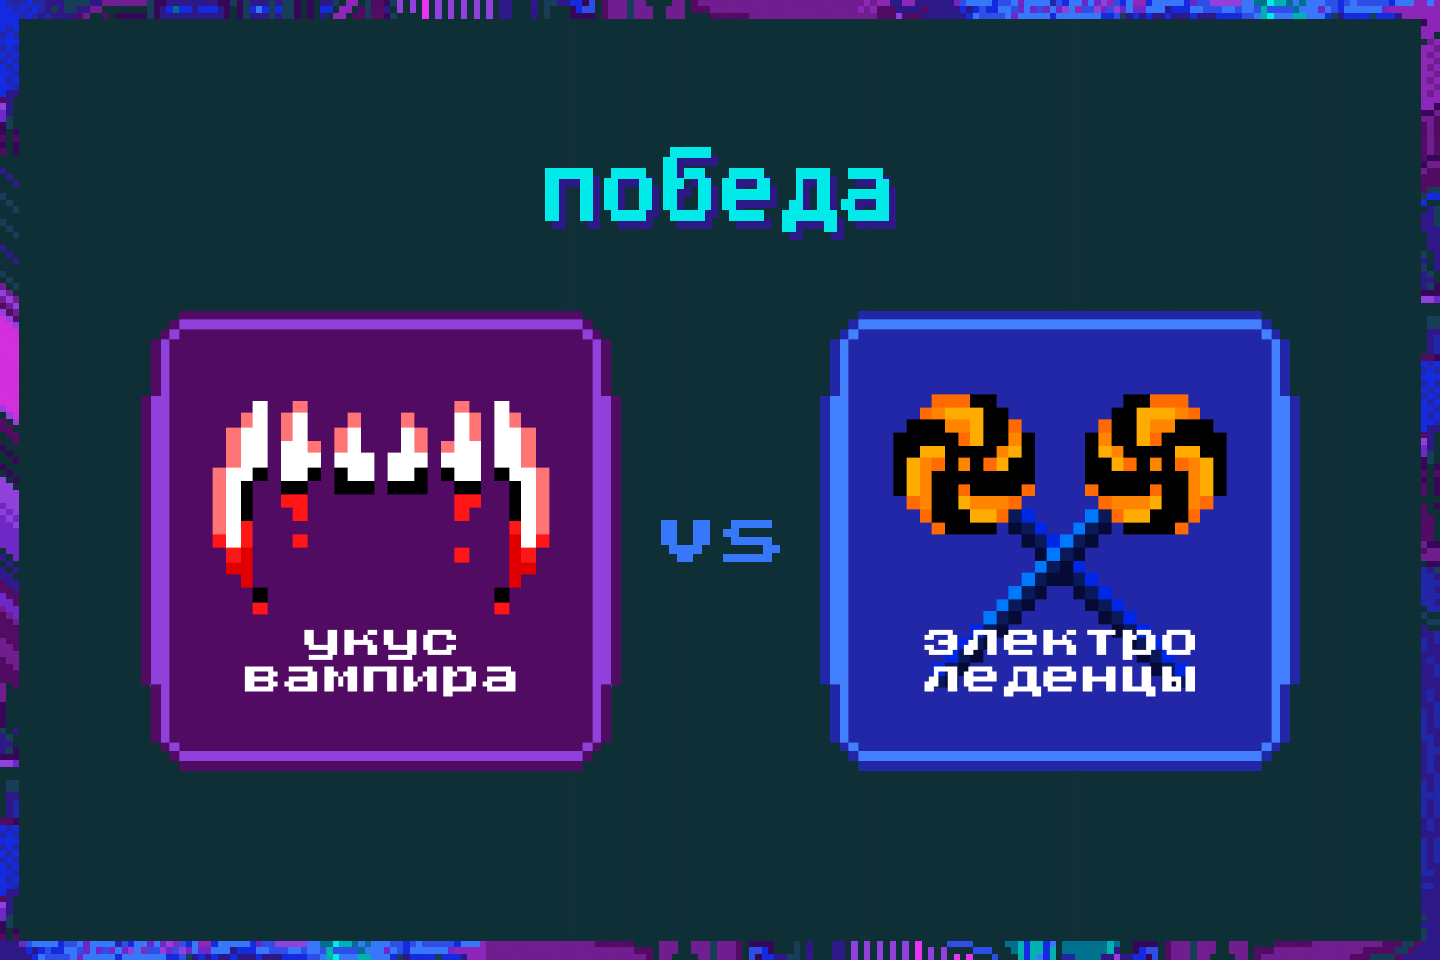 победа
укус
вампира
vs
электро
леденцы